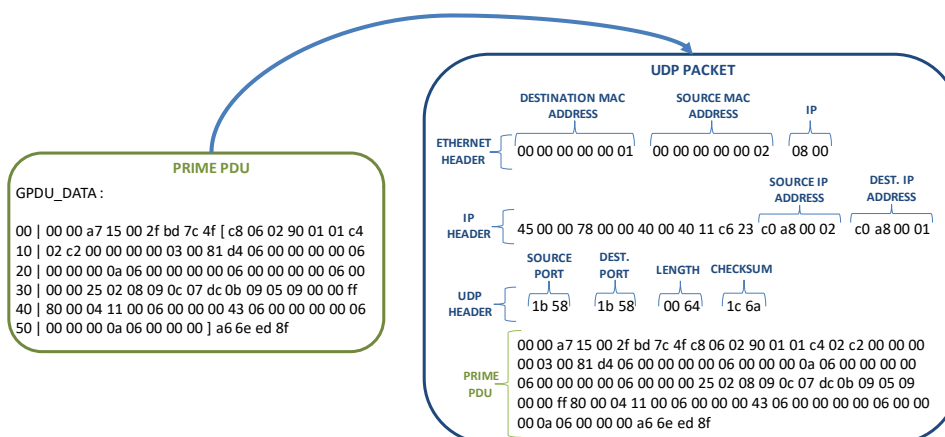 PRIME PDU
GPDU_DATA :
00 | 00 00 a7 15 00 2f bd 7c 4f [ c8 06 02 90 01 01 c4
10 | 02 c2 00 00 00 00 03 00 81 d4 06 00 00 00 00 06
20 | 00 00 00 0a 06 00 00 00 00 06 00 00 00 00 06 00
30 | 00 00 25 02 08 09 0c 07 dc 0b 09 05 09 00 00 ff
40 | 80 00 04 11 00 06 00 00 00 43 06 00 00 00 00 06
50 | 00 00 00 0a 06 00 00 00 ] a6 6e ed 8f
UDP PACKET
DESTINATION MAC
ADDRESS
SOURCE MAC
ADDRESS
IP
ETHERNET
HEADER
00 00 00 00 00 01 00 00 00 00 00 02 08 00
SOURCE IP
ADDRESS
DEST. IP
ADDRESS
IP
HEADER
45 00 00 78 00 00 40 00 40 11 c6 23 c0 a8 00 02 c0 a8 00 01
SOURCE
PORT
DEST.
PORT
LENGTH
CHECKSUM
UDP
HEADER
1b 58 1b 58 00 64 1c 6a
PRIME
PDU
00 00 a7 15 00 2f bd 7c 4f c8 06 02 90 01 01 c4 02 c2 00 00 00
00 03 00 81 d4 06 00 00 00 00 06 00 00 00 0a 06 00 00 00 00
06 00 00 00 00 06 00 00 00 25 02 08 09 0c 07 dc 0b 09 05 09
00 00 ff 80 00 04 11 00 06 00 00 00 43 06 00 00 00 00 06 00 00
00 0a 06 00 00 00 a6 6e ed 8f